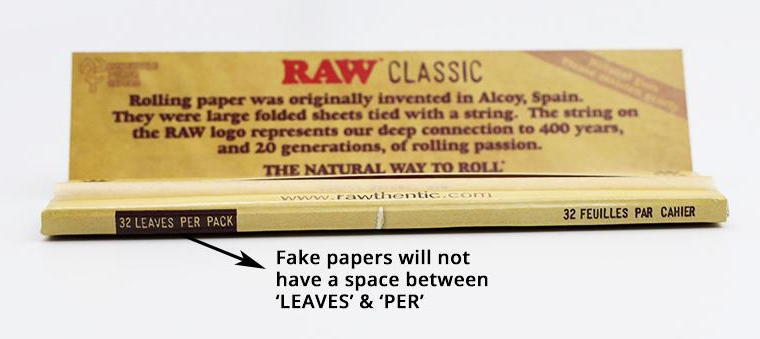 RAW CLASSIC
Rolling paper was originally invented in Alcoy, Spain.
They were large folded sheets tied with a string. The string on
the RAW logo represents our deep connection to 400 years,
and 20 generations, of rolling passion.
THE NATURAL WAY TO ROLL
www.rawthentic.com
32 LEAVES PER PACK
32 FEUILLES PAR CAHIER
Fake papers will not
have a space between
‘LEAVES’ & ‘PER’